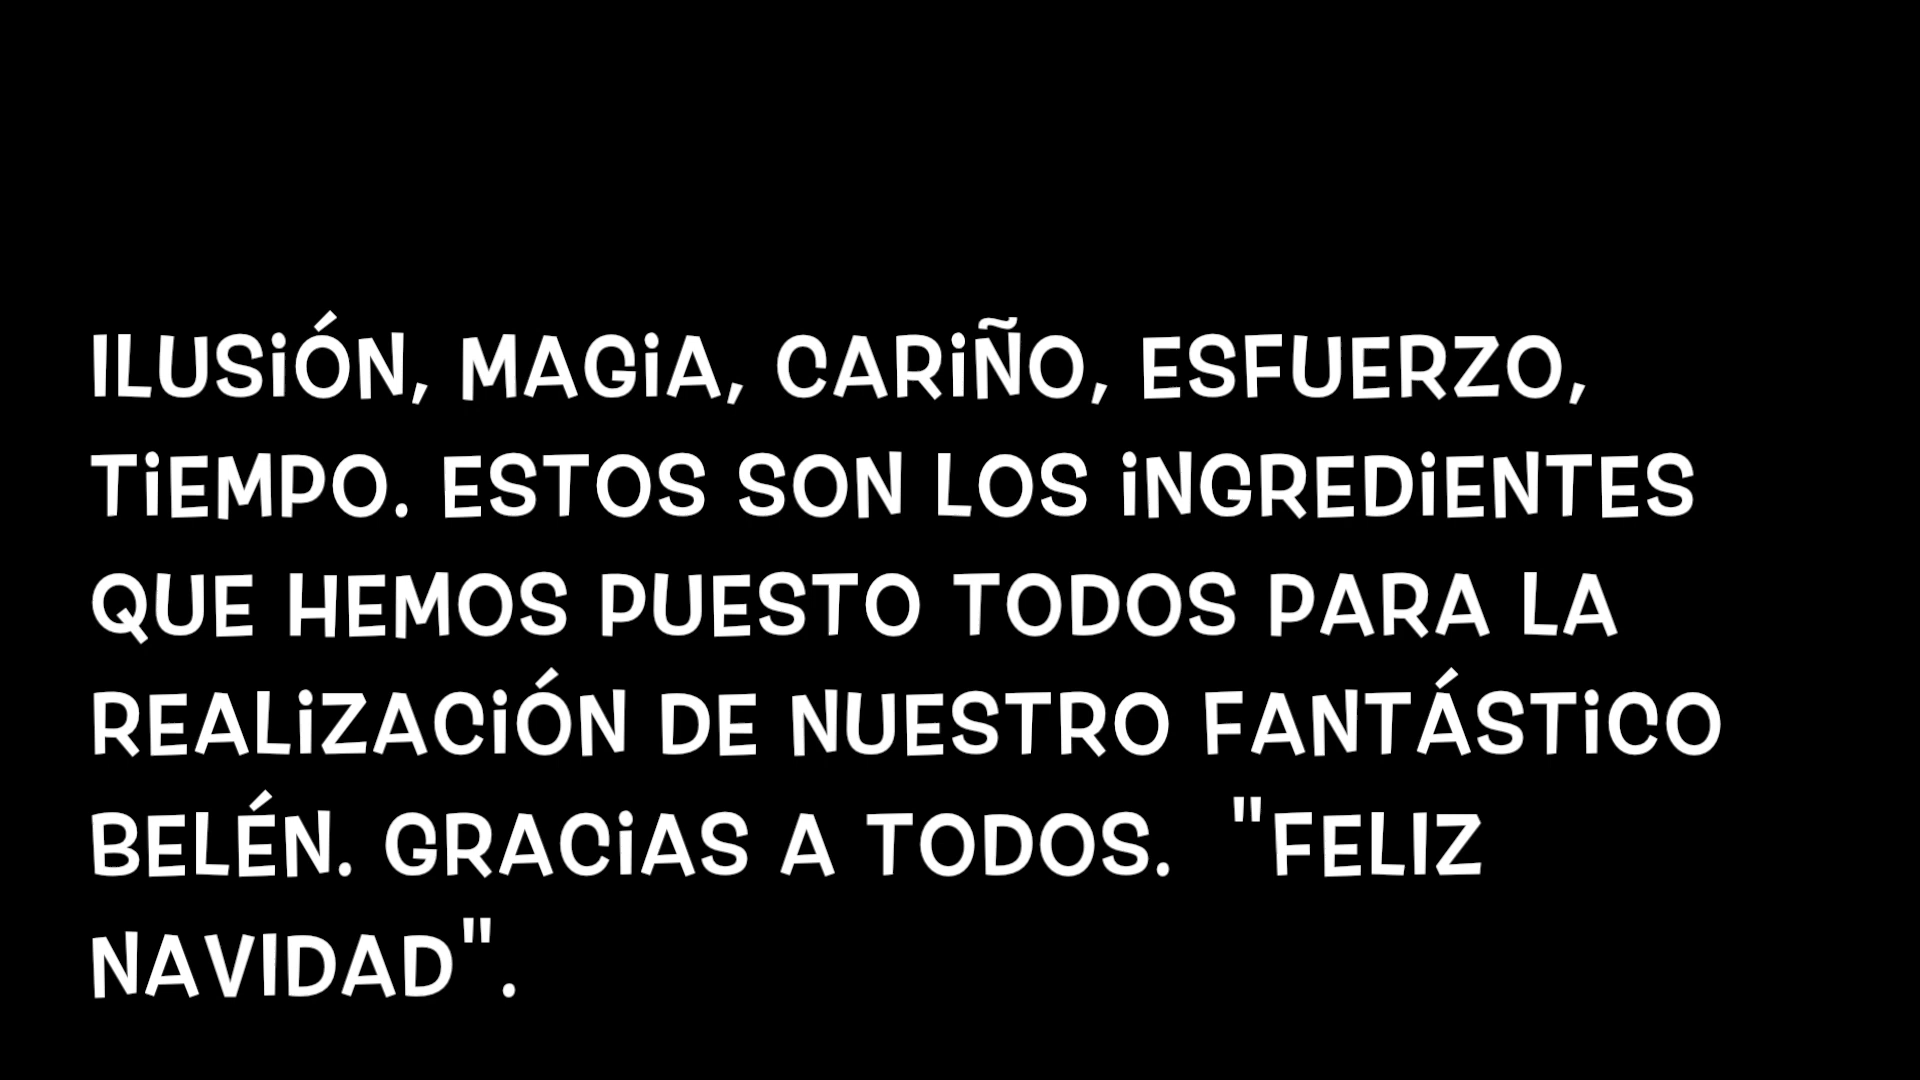 ILUSIÓN, MAGIA, CARIÑO, ESFUERZO,
TIEMPO. ESTOS SON LOS INGREDIENTES
QUE HEMOS PUESTO TODOS PARA LA
REALIZACIÓN DE NUESTRO FANTÁSTICO
BELÉN. GRACIAS A TODOS.  "FELIZ
NAVIDAD".